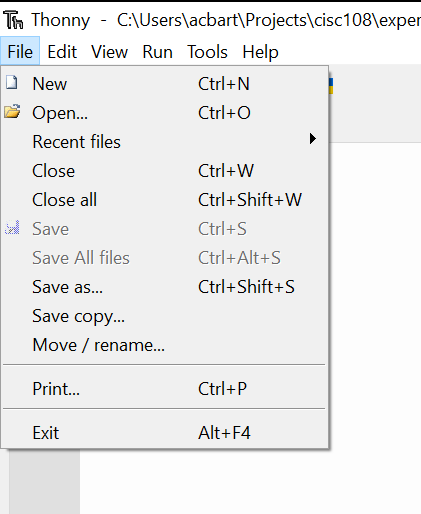 Thonny - C:\Users\acbart\Projects\cisc108\exper
File Edit View Run Tools Help
New Ctrl+N
Open... Ctrl+O
Recent files
Close Ctrl+W
Close all Ctrl+Shift+W
Save Ctrl+S
Save All files Ctrl+Alt+S
Save as... Ctrl+Shift+S
Save copy...
Move / rename...
Print... Ctrl+P
Exit Alt+F4